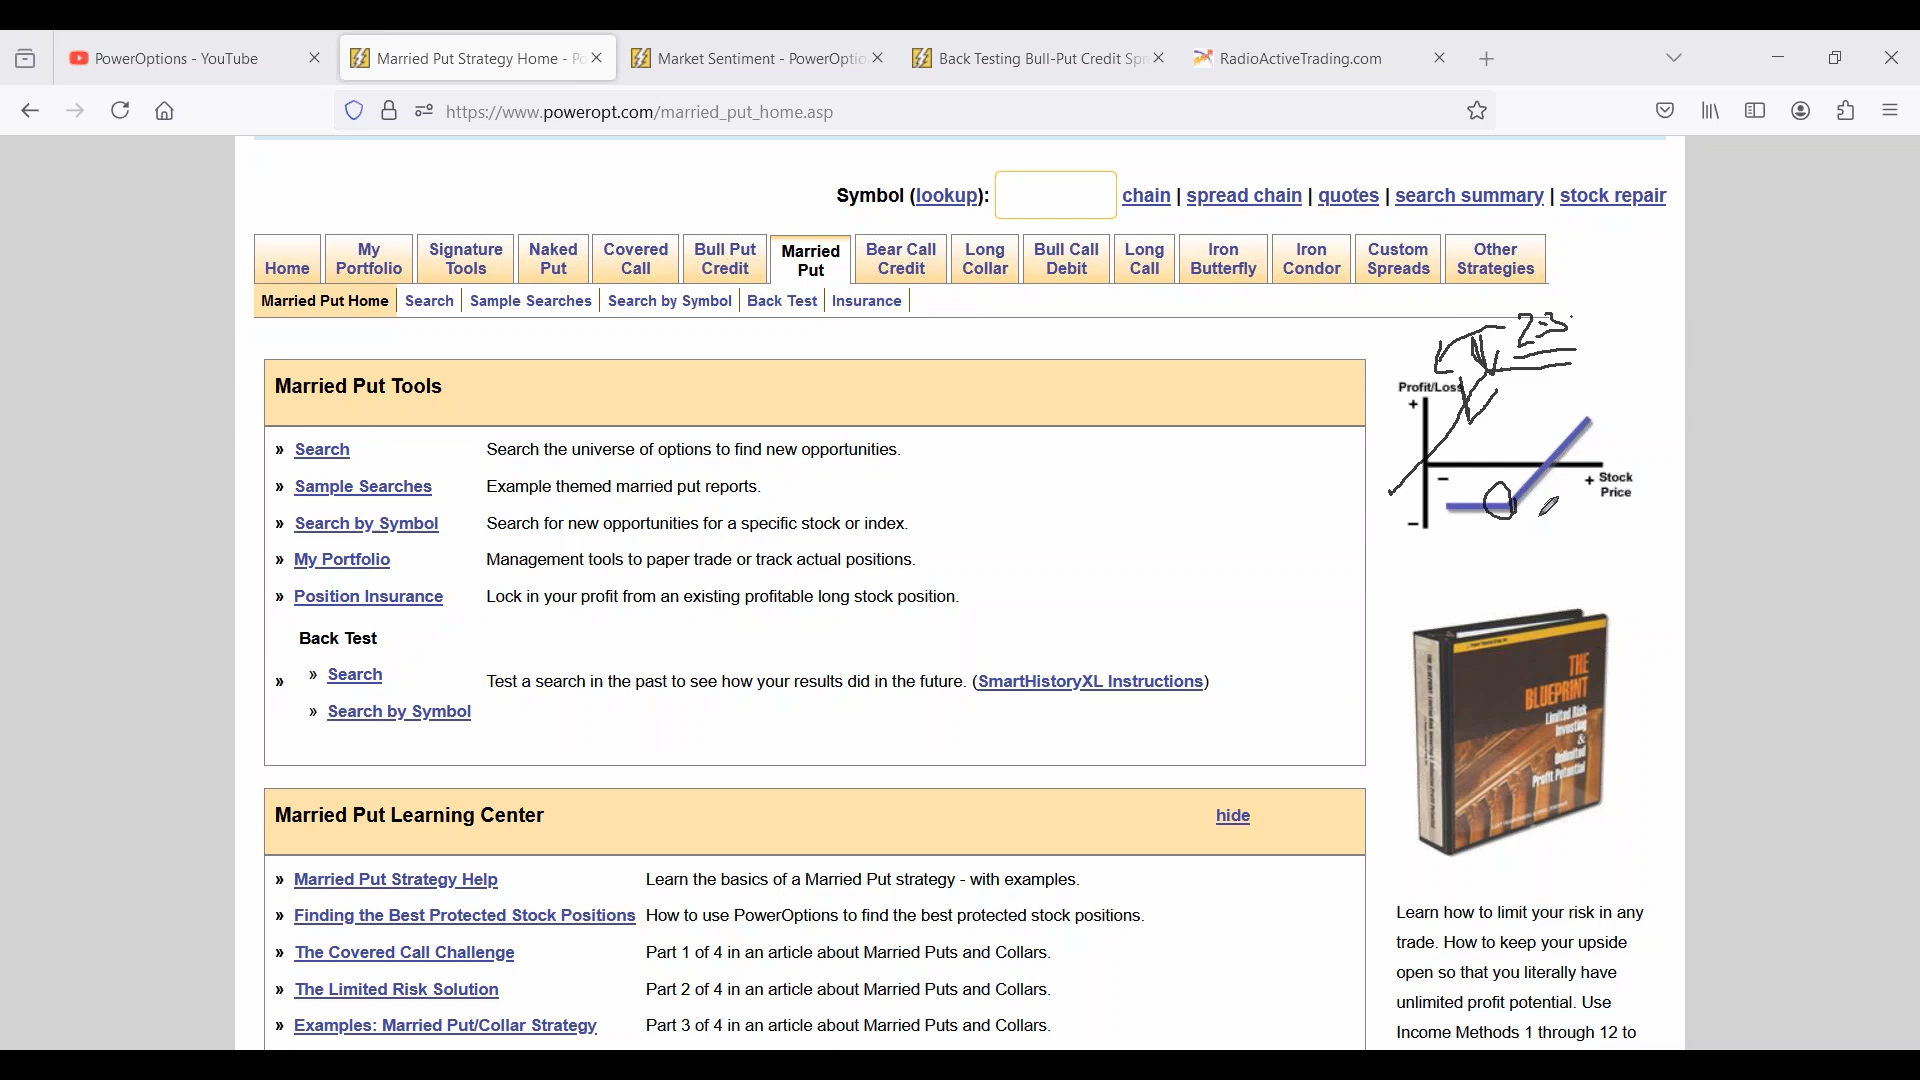 PowerOptions - YouTube
Married Put Strategy Home - Po
Market Sentiment - PowerOptio
Back Testing Bull-Put Credit Spr
RadioActiveTrading.com
https://www.poweropt.com/married_put_home.asp
Symbol (lookup): chain | spread chain | quotes | search summary | stock repair
Home
My Portfolio
Signature Tools
Naked Put
Covered Call
Bull Put Credit
Married Put
Bear Call Credit
Long Collar
Bull Call Debit
Long Call
Iron Butterfly
Iron Condor
Custom Spreads
Other Strategies
Married Put Home | Search | Sample Searches | Search by Symbol | Back Test | Insurance |
Married Put Tools
» Search Search the universe of options to find new opportunities.
» Sample Searches Example themed married put reports.
» Search by Symbol Search for new opportunities for a specific stock or index.
» My Portfolio Management tools to paper trade or track actual positions.
» Position Insurance Lock in your profit from an existing profitable long stock position.
Back Test
» Search
» Test a search in the past to see how your results did in the future. (SmartHistoryXL Instructions)
» Search by Symbol
Married Put Learning Center hide
» Married Put Strategy Help Learn the basics of a Married Put strategy - with examples.
» Finding the Best Protected Stock Positions How to use PowerOptions to find the best protected stock positions.
» The Covered Call Challenge Part 1 of 4 in an article about Married Puts and Collars.
» The Limited Risk Solution Part 2 of 4 in an article about Married Puts and Collars.
» Examples: Married Put/Collar Strategy Part 3 of 4 in an article about Married Puts and Collars.
2-3
Profit/Loss
+
-
+ Stock
Price
-
THE
BLUEPRINT
Limited Risk
Investing
&
Unlimited
Profit Potential
Learn how to limit your risk in any
trade. How to keep your upside
open so that you literally have
unlimited profit potential. Use
Income Methods 1 through 12 to